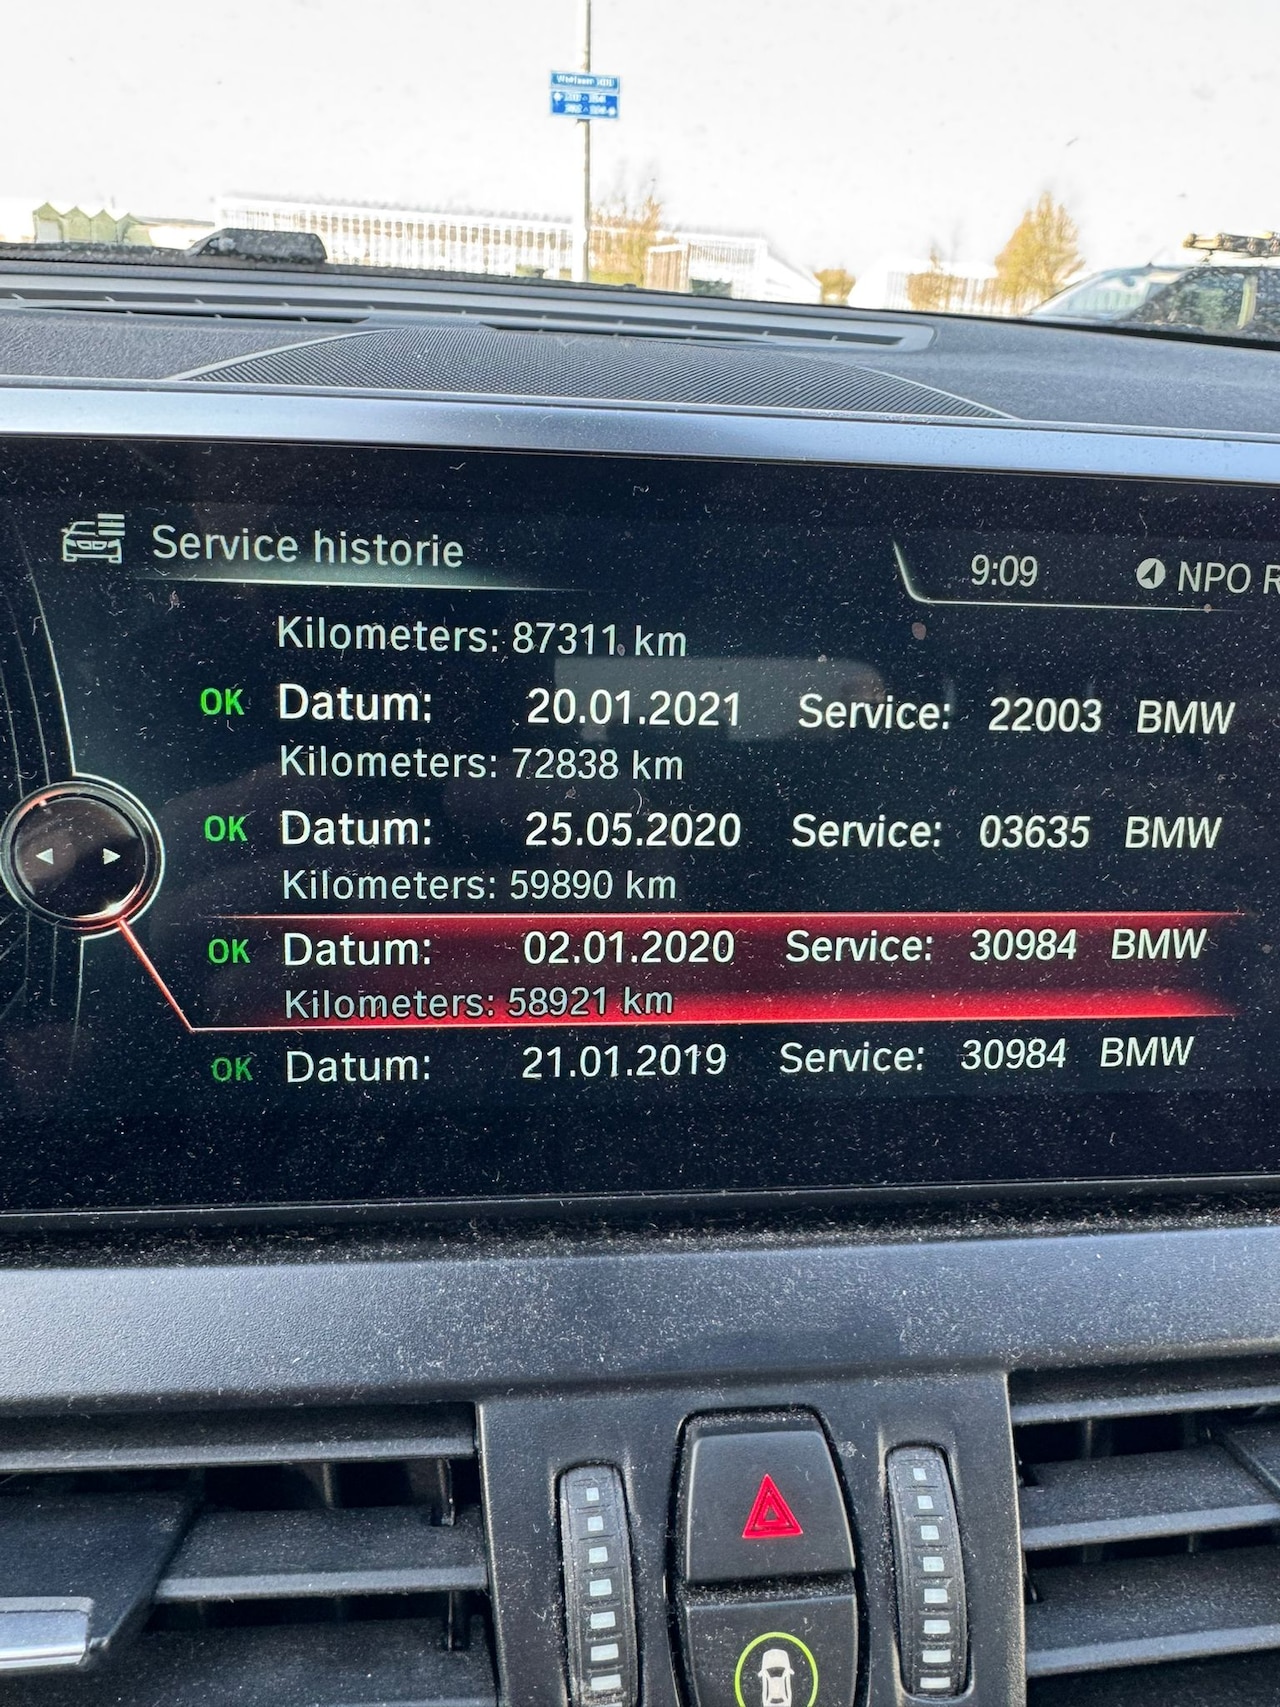 Service historie
9:09 NPO R
Kilometers: 87311 km
OK Datum: 20.01.2021 Service: 22003 BMW
Kilometers: 72838 km
OK Datum: 25.05.2020 Service: 03635 BMW
Kilometers: 59890 km
OK Datum: 02.01.2020 Service: 30984 BMW
Kilometers: 58921 km
OK Datum: 21.01.2019 Service: 30984 BMW